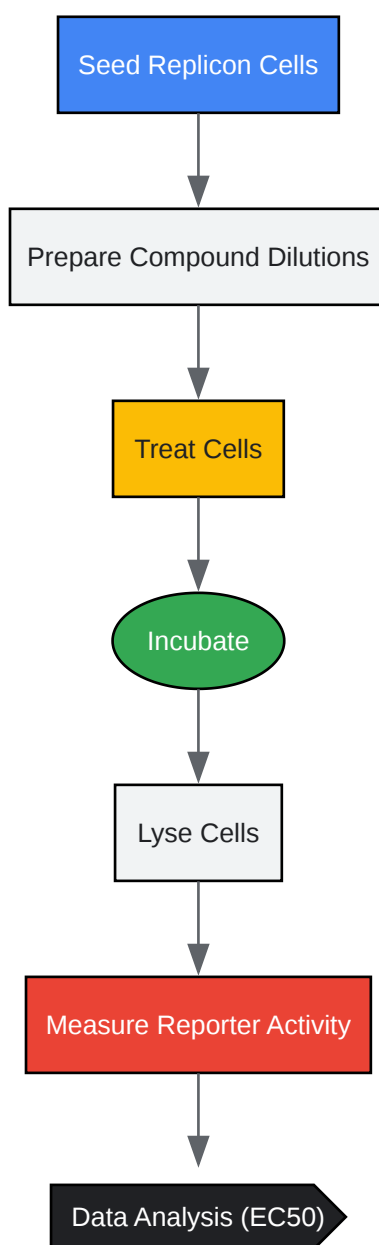 Seed Replicon Cells
Prepare Compound Dilutions
Treat Cells
Incubate
Lyse Cells
Measure Reporter Activity
Data Analysis (EC50)